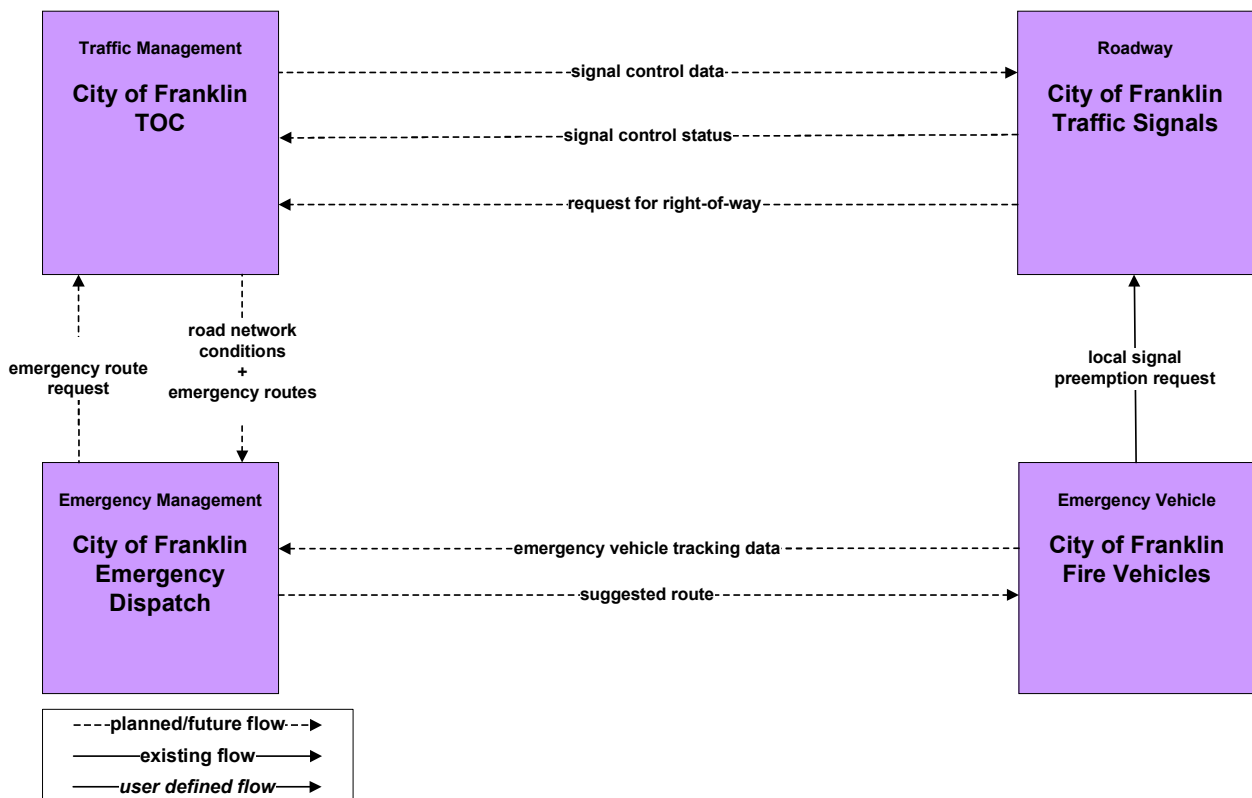 Traffic Management
City of Franklin
TOC
Roadway
City of Franklin
Traffic Signals
signal control data
signal control status
request for right-of-way
emergency route
request
road network
conditions
+
emergency routes
local signal
preemption request
Emergency Management
City of Franklin
Emergency
Dispatch
Emergency Vehicle
City of Franklin
Fire Vehicles
emergency vehicle tracking data
suggested route
planned/future flow
existing flow
user defined flow